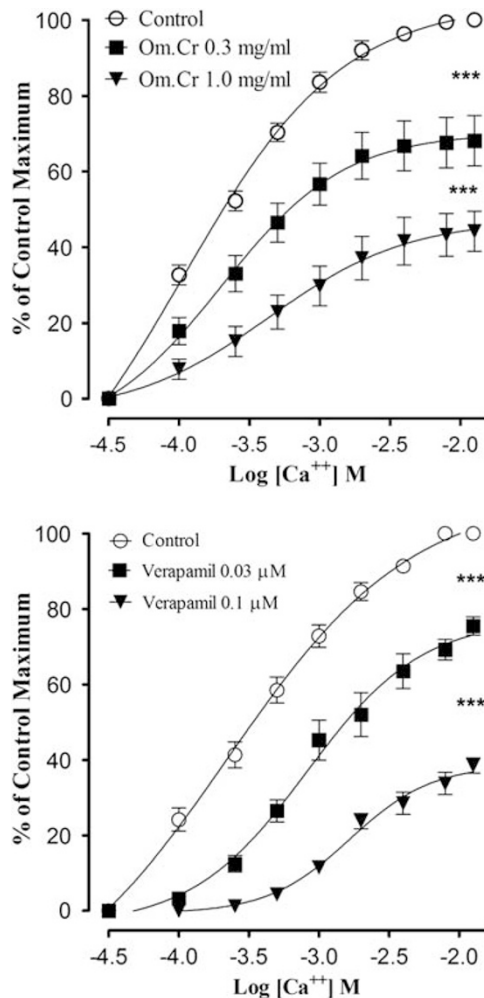 100
80
60
40
20
0
% of Control Maximum
Control
Om.Cr 0.3 mg/ml
Om.Cr 1.0 mg/ml
***
***
-4.5 -4.0 -3.5 -3.0 -2.5 -2.0
Log [Ca++] M
100
80
60
40
20
0
% of Control Maximum
Control
Verapamil 0.03 µM
Verapamil 0.1 µM
***
***
-4.5 -4.0 -3.5 -3.0 -2.5 -2.0
Log [Ca++] M